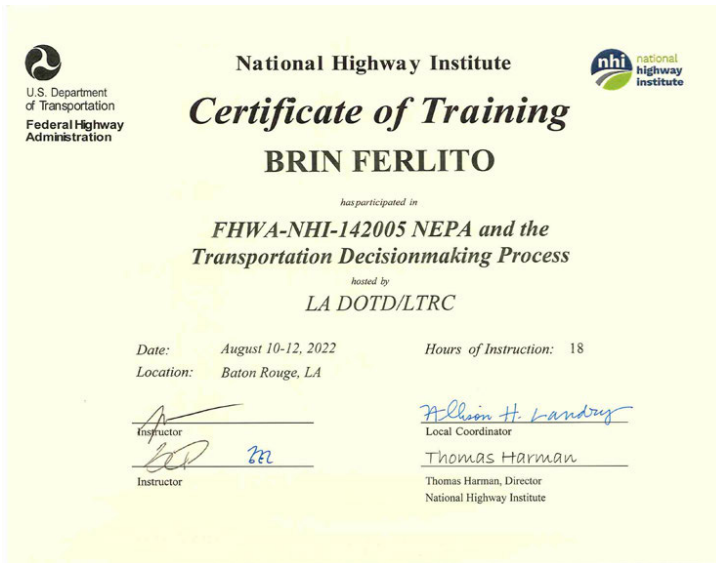 U.S. Department
of Transportation
Federal Highway
Administration
National Highway Institute
nhi national
highway
institute
Certificate of Training
BRIN FERLITO
has participated in
FHWA-NHI-142005 NEPA and the
Transportation Decisionmaking Process
hosted by
LA DOTD/LTRC
Date: August 10-12, 2022
Hours of Instruction: 18
Location: Baton Rouge, LA
Instructor
Allison H. Landry
Local Coordinator
Instructor
Thomas Harman
Thomas Harman, Director
National Highway Institute